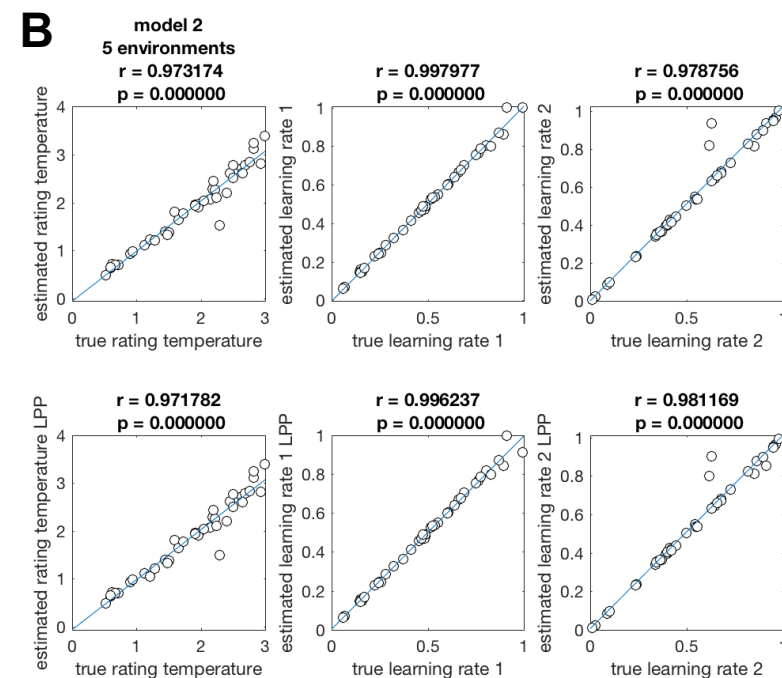 B
model 2
5 environments
r = 0.973174
p = 0.000000
estimated rating temperature
4
3
2
1
0
0
1
2
3
true rating temperature
r = 0.997977
p = 0.000000
estimated learning rate 1
1
0.8
0.6
0.4
0.2
0
0
0.5
1
true learning rate 1
r = 0.978756
p = 0.000000
estimated learning rate 2
1
0.8
0.6
0.4
0.2
0
0
0.5
1
true learning rate 2
r = 0.971782
p = 0.000000
estimated rating temperature LPP
4
3
2
1
0
0
1
2
3
true rating temperature
r = 0.996237
p = 0.000000
estimated learning rate 1 LPP
1
0.8
0.6
0.4
0.2
0
0
0.5
1
true learning rate 1
r = 0.981169
p = 0.000000
estimated learning rate 2 LPP
1
0.8
0.6
0.4
0.2
0
0
0.5
1
true learning rate 2